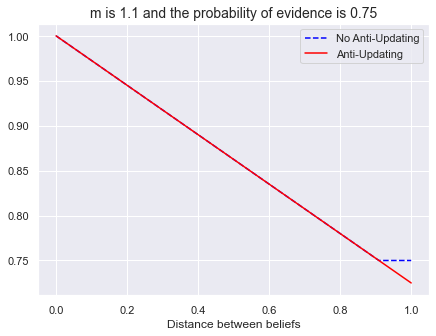 m is 1.1 and the probability of evidence is 0.75
1.00
0.95
0.90
0.85
0.80
0.75
No Anti-Updating
Anti-Updating
0.0 0.2 0.4 0.6 0.8 1.0
Distance between beliefs